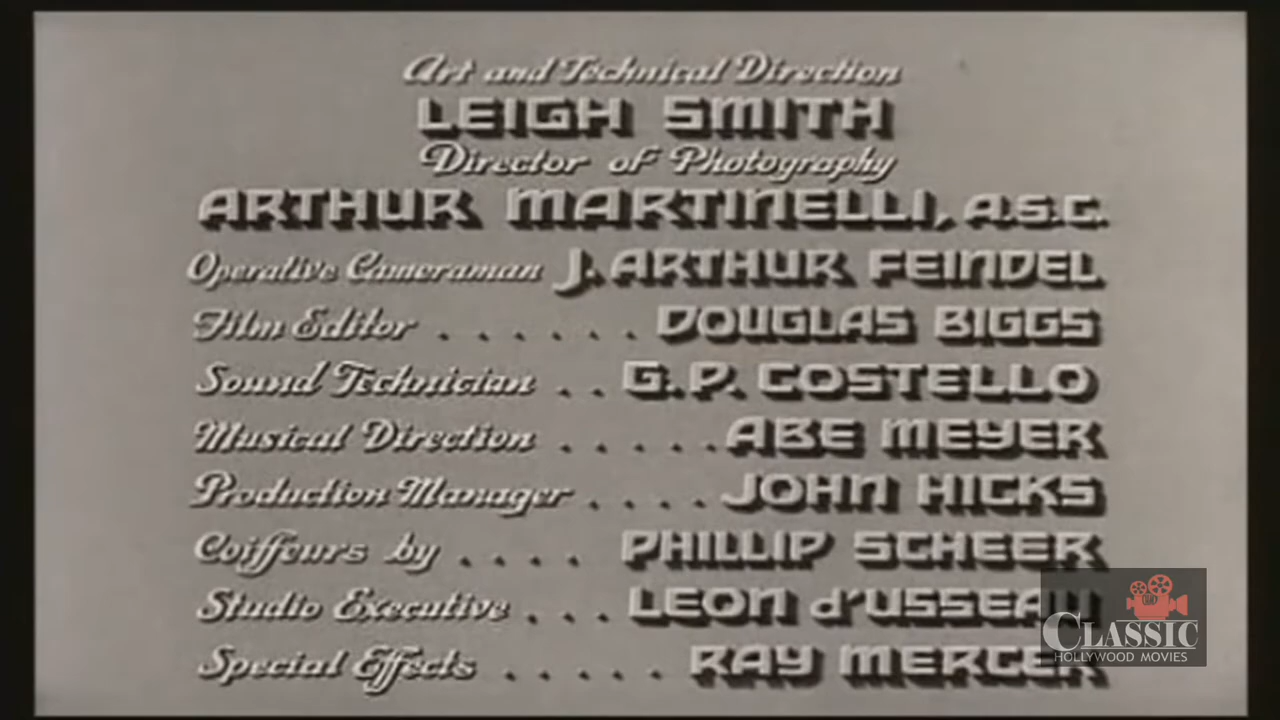 Art and Technical Direction
LEIGH SMITH
Director of Photography
ARTHUR MARTINELLI, A.S.C.
Operative Cameraman J. ARTHUR FEINDEL
Film Editor . . . . . . . DOUGLAS BIGGS
Sound Technician . . G.P. COSTELLO
Musical Direction . . . . . . ABE MEYER
Production Manager . . . . JOHN HICKS
Coiffeurs by . . . . PHILLIP SCHEER
Studio Executive . . . LEON d'USSEAU
Special Effects . . . . . RAY MERCER
CLASSIC
HOLLYWOOD MOVIES